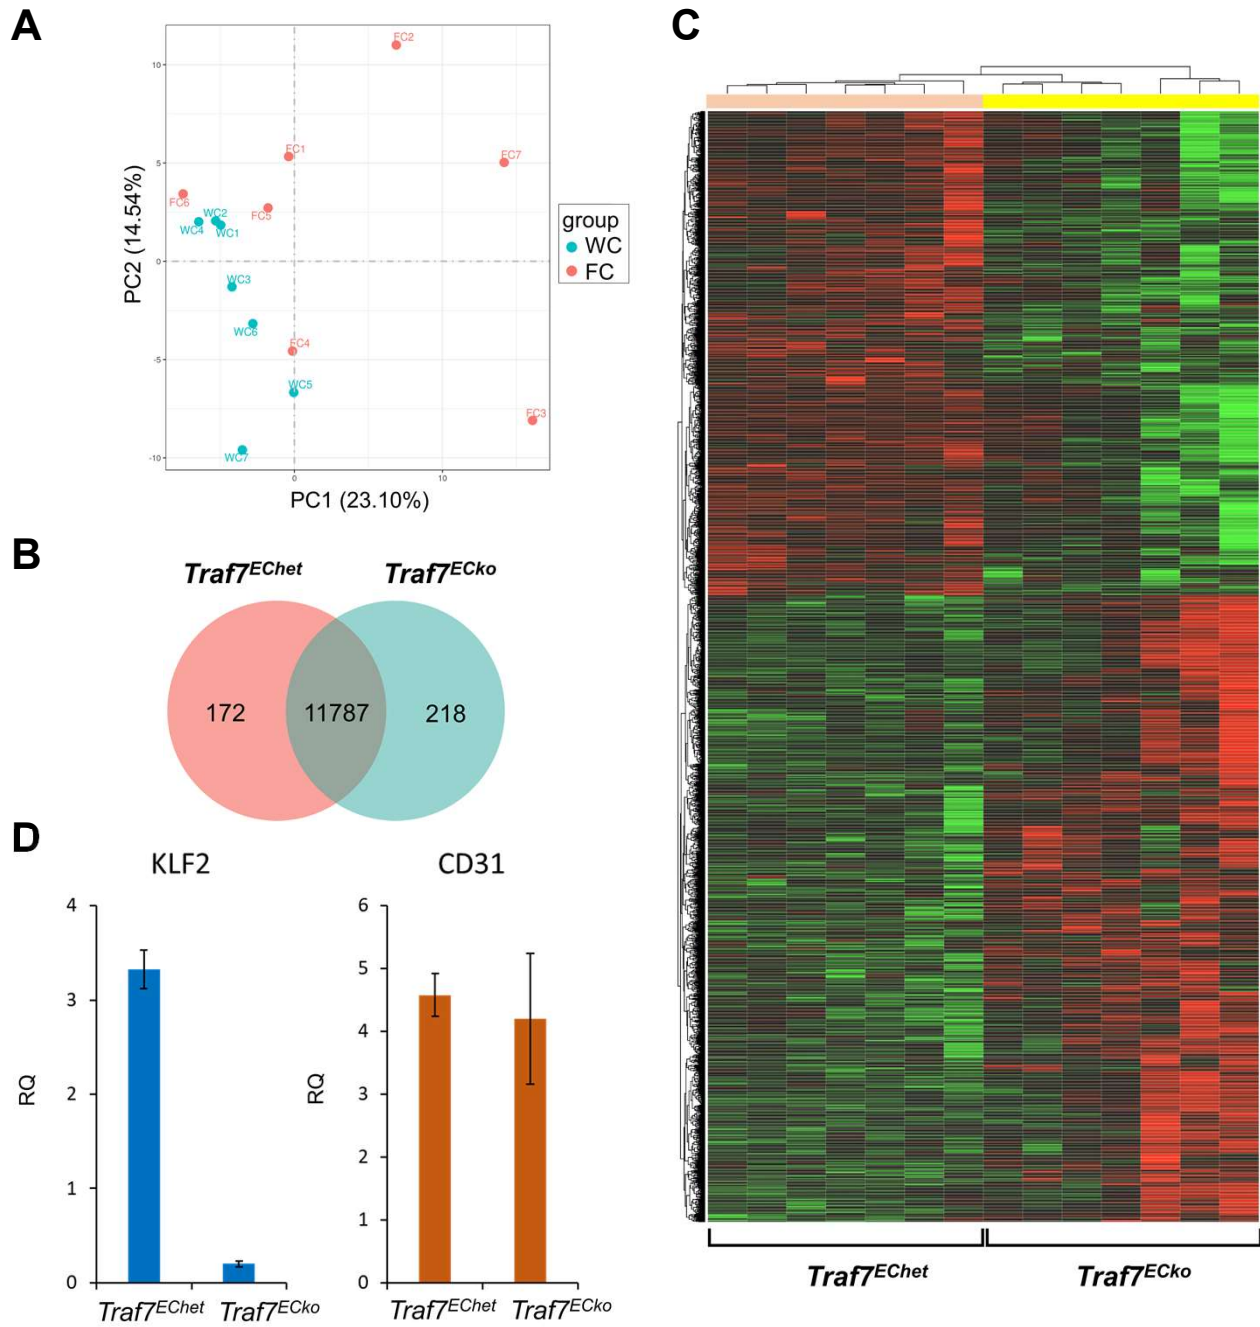 A
FC2
FC1
FC7
FC6
WC2
FC5
WC4
WC1
WC3
WC6
FC4
WC5
FC3
WC7
10
5
0
-5
-10
0
10
PC2 (14.54%)
PC1 (23.10%)
group
WC
FC
B
Traf7ECet
Traf7ECko
172
11787
218
C
Traf7EChet
Traf7ECko
D
KLF2
4
3
2
1
0
RQ
Traf7EChet
Traf7ECko
CD31
6
5
4
3
2
1
0
RQ
Traf7EChet
Traf7ECko